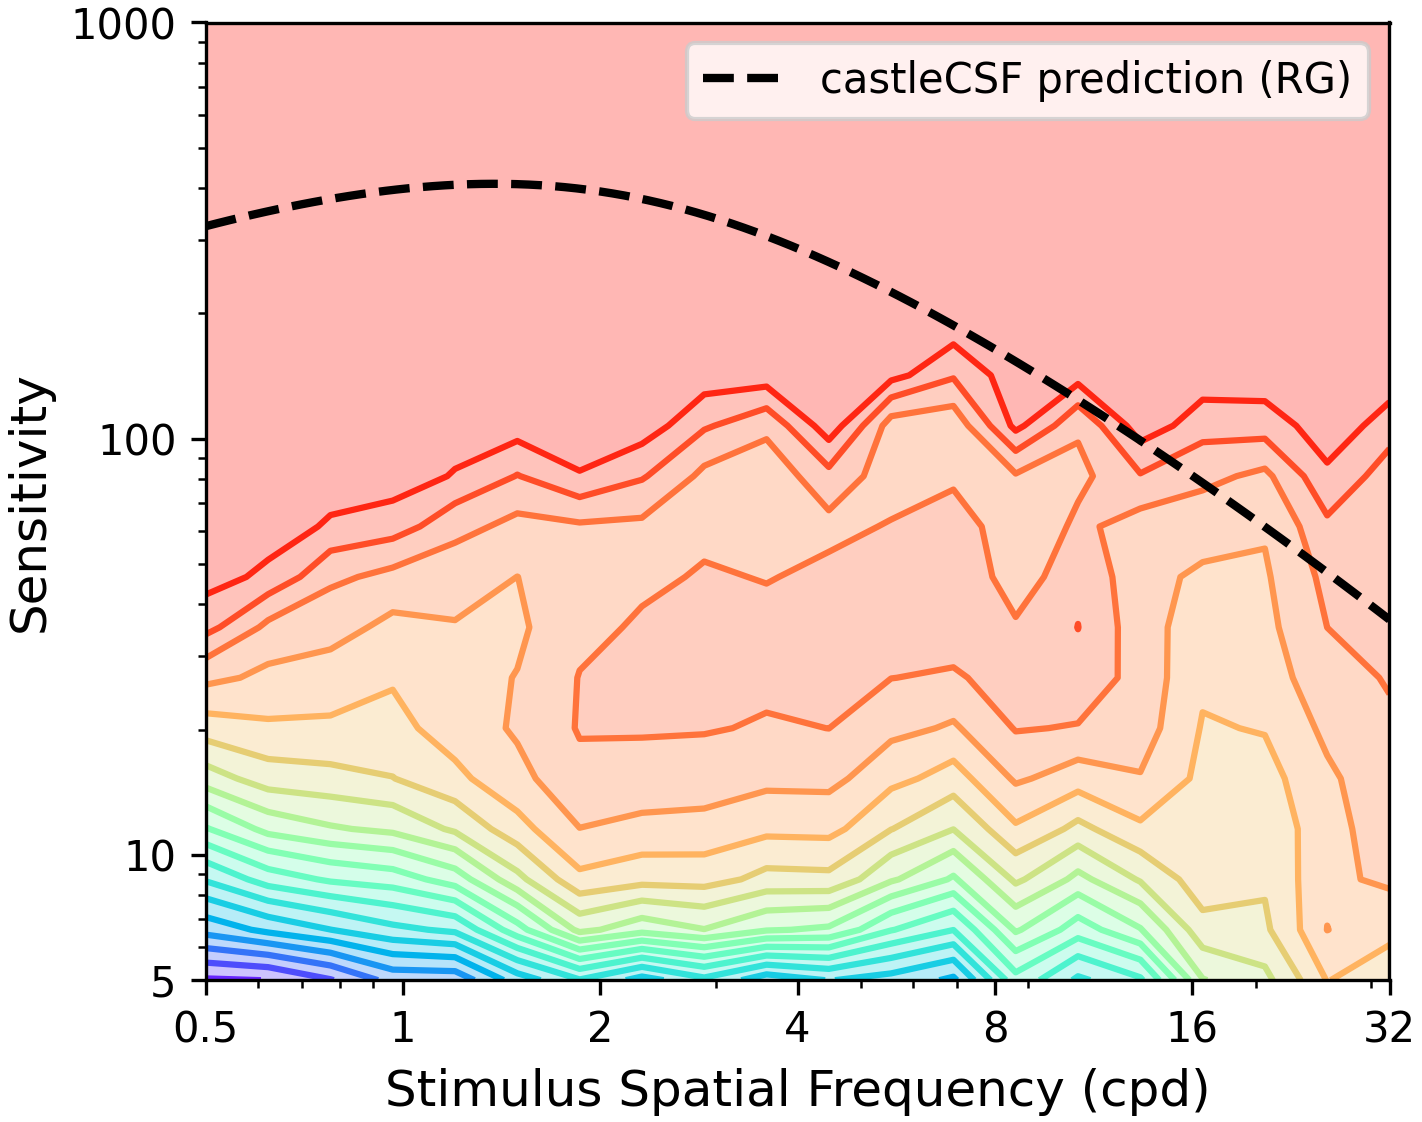 1000
castleCSF prediction (RG)
Sensitivity
100
10
5
0.5 1 2 4 8 16 32
Stimulus Spatial Frequency (cpd)